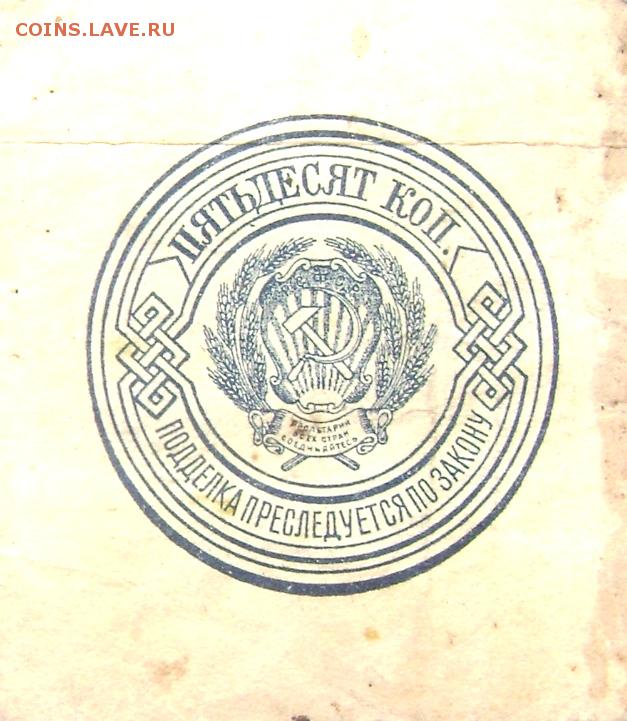 COINS.LAVE.RU
ПЯТЬДЕСЯТ КОП.
Р.С.Ф.С.Р.
ПРОЛЕТАРИИ
ВСЕХ СТРАН
СОЕДИНЯЙТЕСЬ
ПОДДЕЛКА ПРЕСЛЕДУЕТСЯ ПО ЗАКОНУ